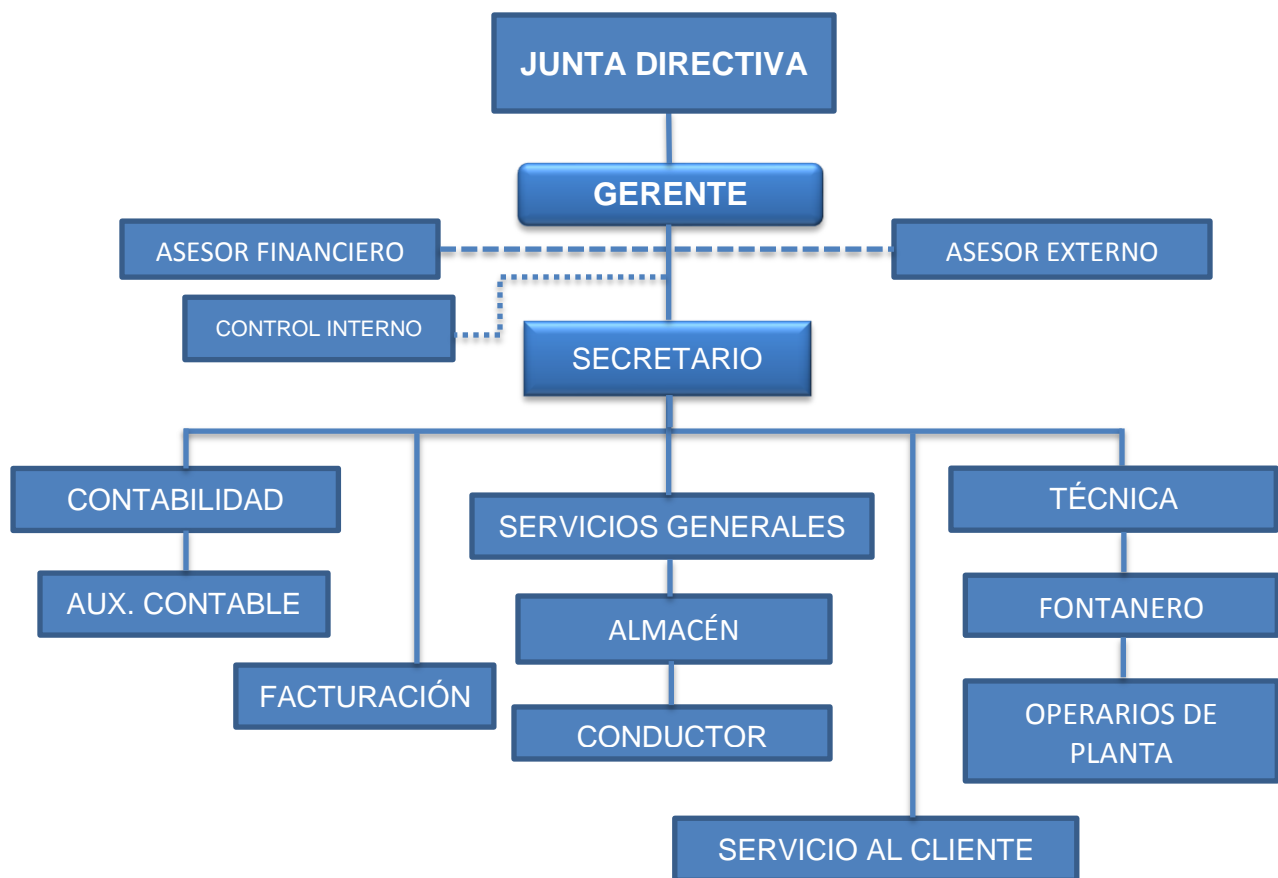 JUNTA DIRECTIVA
GERENTE
ASESOR FINANCIERO
ASESOR EXTERNO
CONTROL INTERNO
SECRETARIO
CONTABILIDAD
SERVICIOS GENERALES
TÉCNICA
AUX. CONTABLE
ALMACÉN
FONTANERO
FACTURACIÓN
CONDUCTOR
OPERARIOS DE
PLANTA
SERVICIO AL CLIENTE